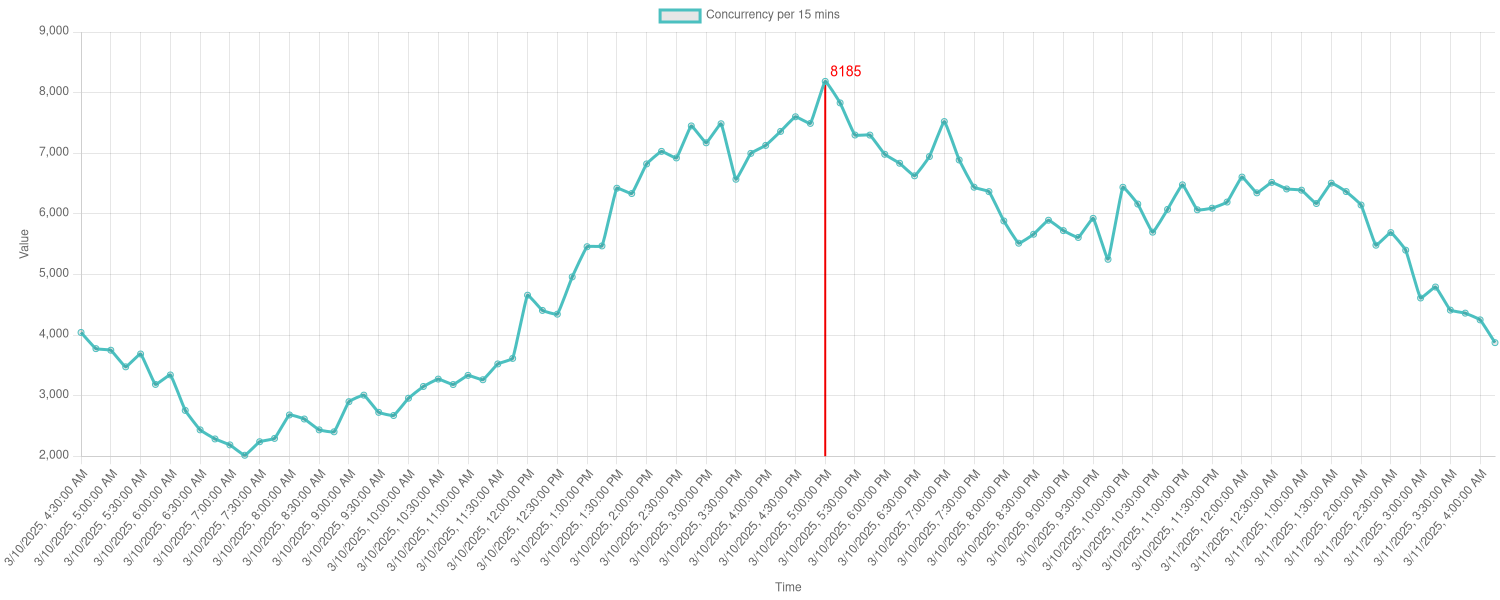 Concurrency per 15 mins
9,000
8,000
7,000
6,000
5,000
4,000
3,000
2,000
Value
8185
3/10/2025, 4:30:00 AM
3/10/2025, 5:00:00 AM
3/10/2025, 5:30:00 AM
3/10/2025, 6:00:00 AM
3/10/2025, 6:30:00 AM
3/10/2025, 7:00:00 AM
3/10/2025, 7:30:00 AM
3/10/2025, 8:00:00 AM
3/10/2025, 8:30:00 AM
3/10/2025, 9:00:00 AM
3/10/2025, 9:30:00 AM
3/10/2025, 10:00:00 AM
3/10/2025, 10:30:00 AM
3/10/2025, 11:00:00 AM
3/10/2025, 11:30:00 AM
3/10/2025, 12:00:00 PM
3/10/2025, 12:30:00 PM
3/10/2025, 1:00:00 PM
3/10/2025, 1:30:00 PM
3/10/2025, 2:00:00 PM
3/10/2025, 2:30:00 PM
3/10/2025, 3:00:00 PM
3/10/2025, 3:30:00 PM
3/10/2025, 4:00:00 PM
3/10/2025, 4:30:00 PM
3/10/2025, 5:00:00 PM
3/10/2025, 5:30:00 PM
3/10/2025, 6:00:00 PM
3/10/2025, 6:30:00 PM
3/10/2025, 7:00:00 PM
3/10/2025, 7:30:00 PM
3/10/2025, 8:00:00 PM
3/10/2025, 8:30:00 PM
3/10/2025, 9:00:00 PM
3/10/2025, 9:30:00 PM
3/10/2025, 10:00:00 PM
3/10/2025, 10:30:00 PM
3/10/2025, 11:00:00 PM
3/10/2025, 11:30:00 PM
3/11/2025, 12:00:00 AM
3/11/2025, 12:30:00 AM
3/11/2025, 1:00:00 AM
3/11/2025, 1:30:00 AM
3/11/2025, 2:00:00 AM
3/11/2025, 2:30:00 AM
3/11/2025, 3:00:00 AM
3/11/2025, 3:30:00 AM
3/11/2025, 4:00:00 AM
Time